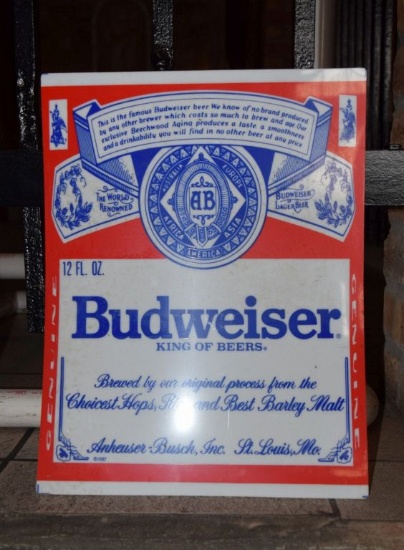 This is the famous Budweiser beer. We know of no brand produced
by any other brewer which costs so much to brew and age. Our
exclusive Beechwood Aging produces a taste, a smoothness
and a drinkability you will find in no other beer at any price.
THE WORLD
RENOWNED
BUDWEISER
LAGER BEER
AB
EUROPE
ASIA
AMERICA
12 FL. OZ.
Budweiser
KING OF BEERS®
GENUINE
GENUINE
Brewed by our original process from the
Choicest Hops, Rice and Best Barley Malt
Anheuser-Busch, Inc. St. Louis, Mo.